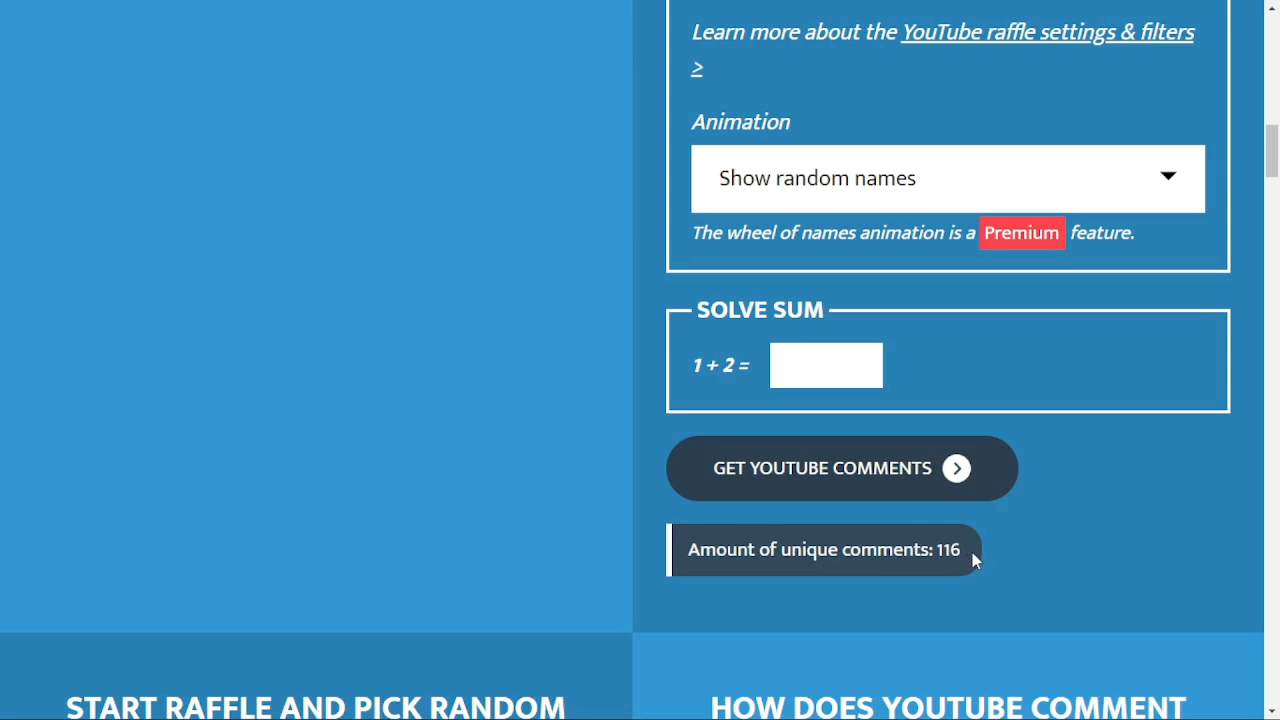 Learn more about the YouTube raffle settings & filters
≥
Animation
Show random names
The wheel of names animation is a Premium feature.
SOLVE SUM
1 + 2 =
GET YOUTUBE COMMENTS
Amount of unique comments: 116
START RAFFLE AND PICK RANDOM
HOW DOES YOUTUBE COMMENT